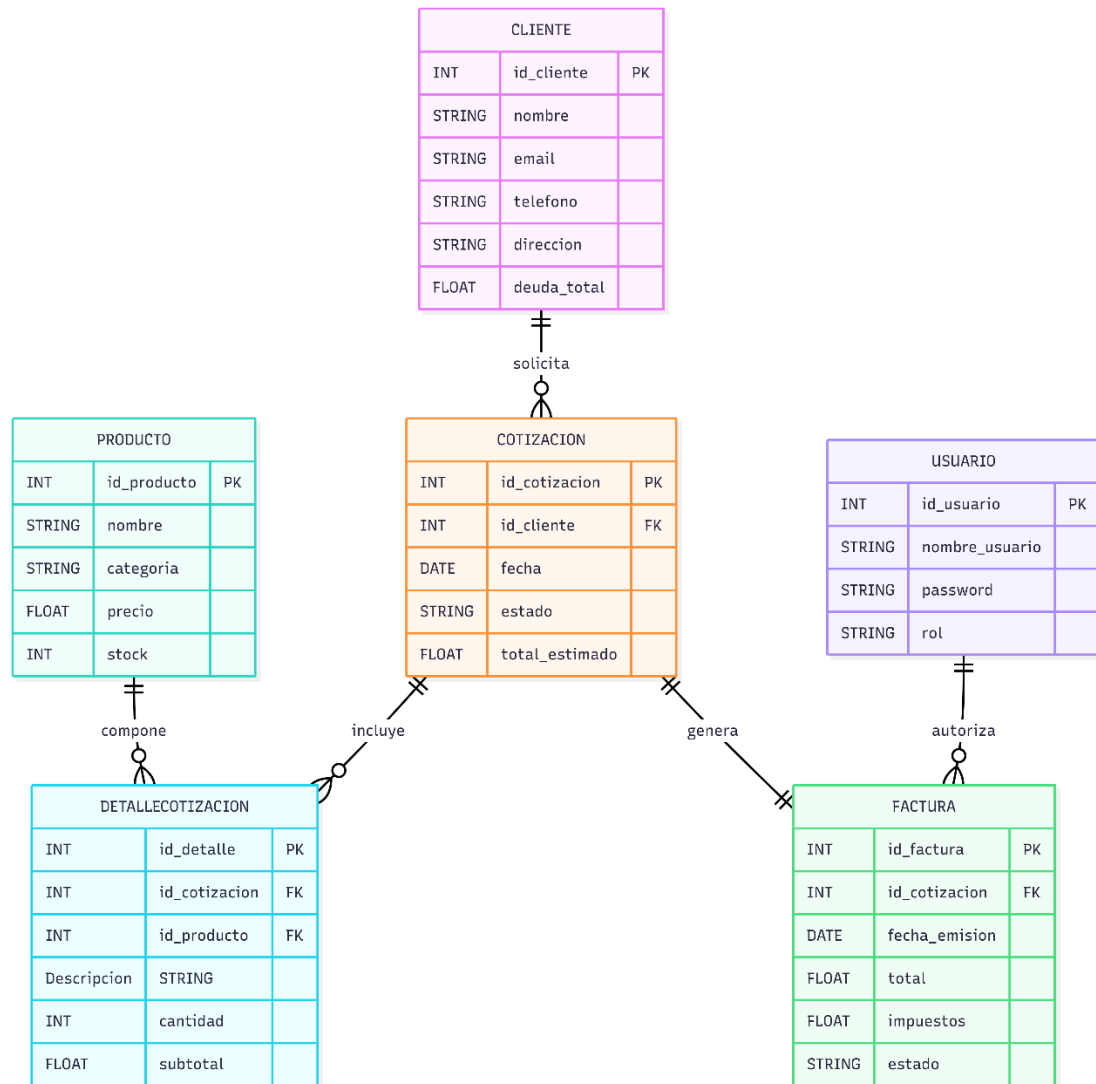 CLIENTE
INT id_cliente PK
STRING nombre
STRING email
STRING telefono
STRING direccion
FLOAT deuda_total
solicita
PRODUCTO
INT id_producto PK
STRING nombre
STRING categoria
FLOAT precio
INT stock
COTIZACION
INT id_cotizacion PK
INT id_cliente FK
DATE fecha
STRING estado
FLOAT total_estimado
USUARIO
INT id_usuario PK
STRING nombre_usuario
STRING password
STRING rol
compone
incluye
genera
autoriza
DETALLECOTIZACION
INT id_detalle PK
INT id_cotizacion FK
INT id_producto FK
Descripcion STRING
INT cantidad
FLOAT subtotal
FACTURA
INT id_factura PK
INT id_cotizacion FK
DATE fecha_emision
FLOAT total
FLOAT impuestos
STRING estado